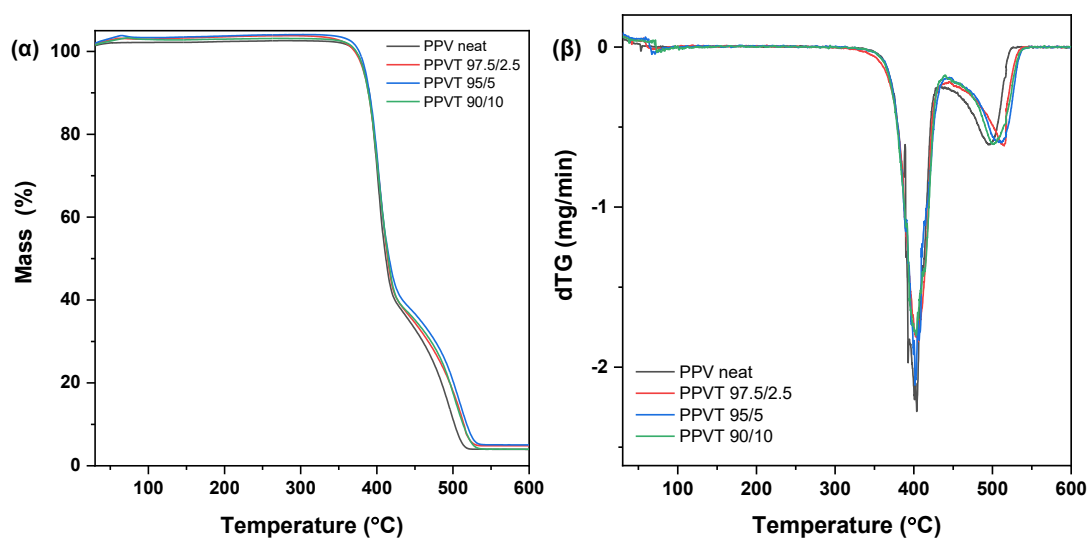 (α)
PPV neat
PPVT 97.5/2.5
PPVT 95/5
PPVT 90/10
Mass (%)
100
80
60
40
20
0
100 200 300 400 500 600
Temperature (°C)
(β)
dTG (mg/min)
0
-1
-2
PPV neat
PPVT 97.5/2.5
PPVT 95/5
PPVT 90/10
100 200 300 400 500 600
Temperature (°C)